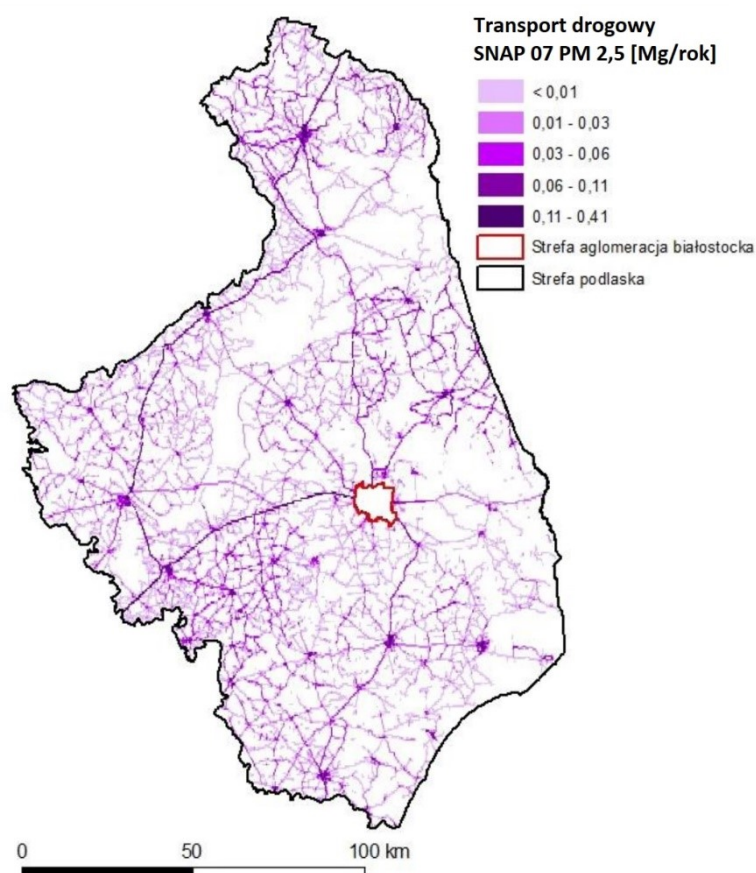 Transport drogowy
SNAP 07 PM 2,5 [Mg/rok]
< 0,01
0,01 - 0,03
0,03 - 0,06
0,06 - 0,11
0,11 - 0,41
Strefa aglomeracja białostocka
Strefa podlaska
0 50 100 km